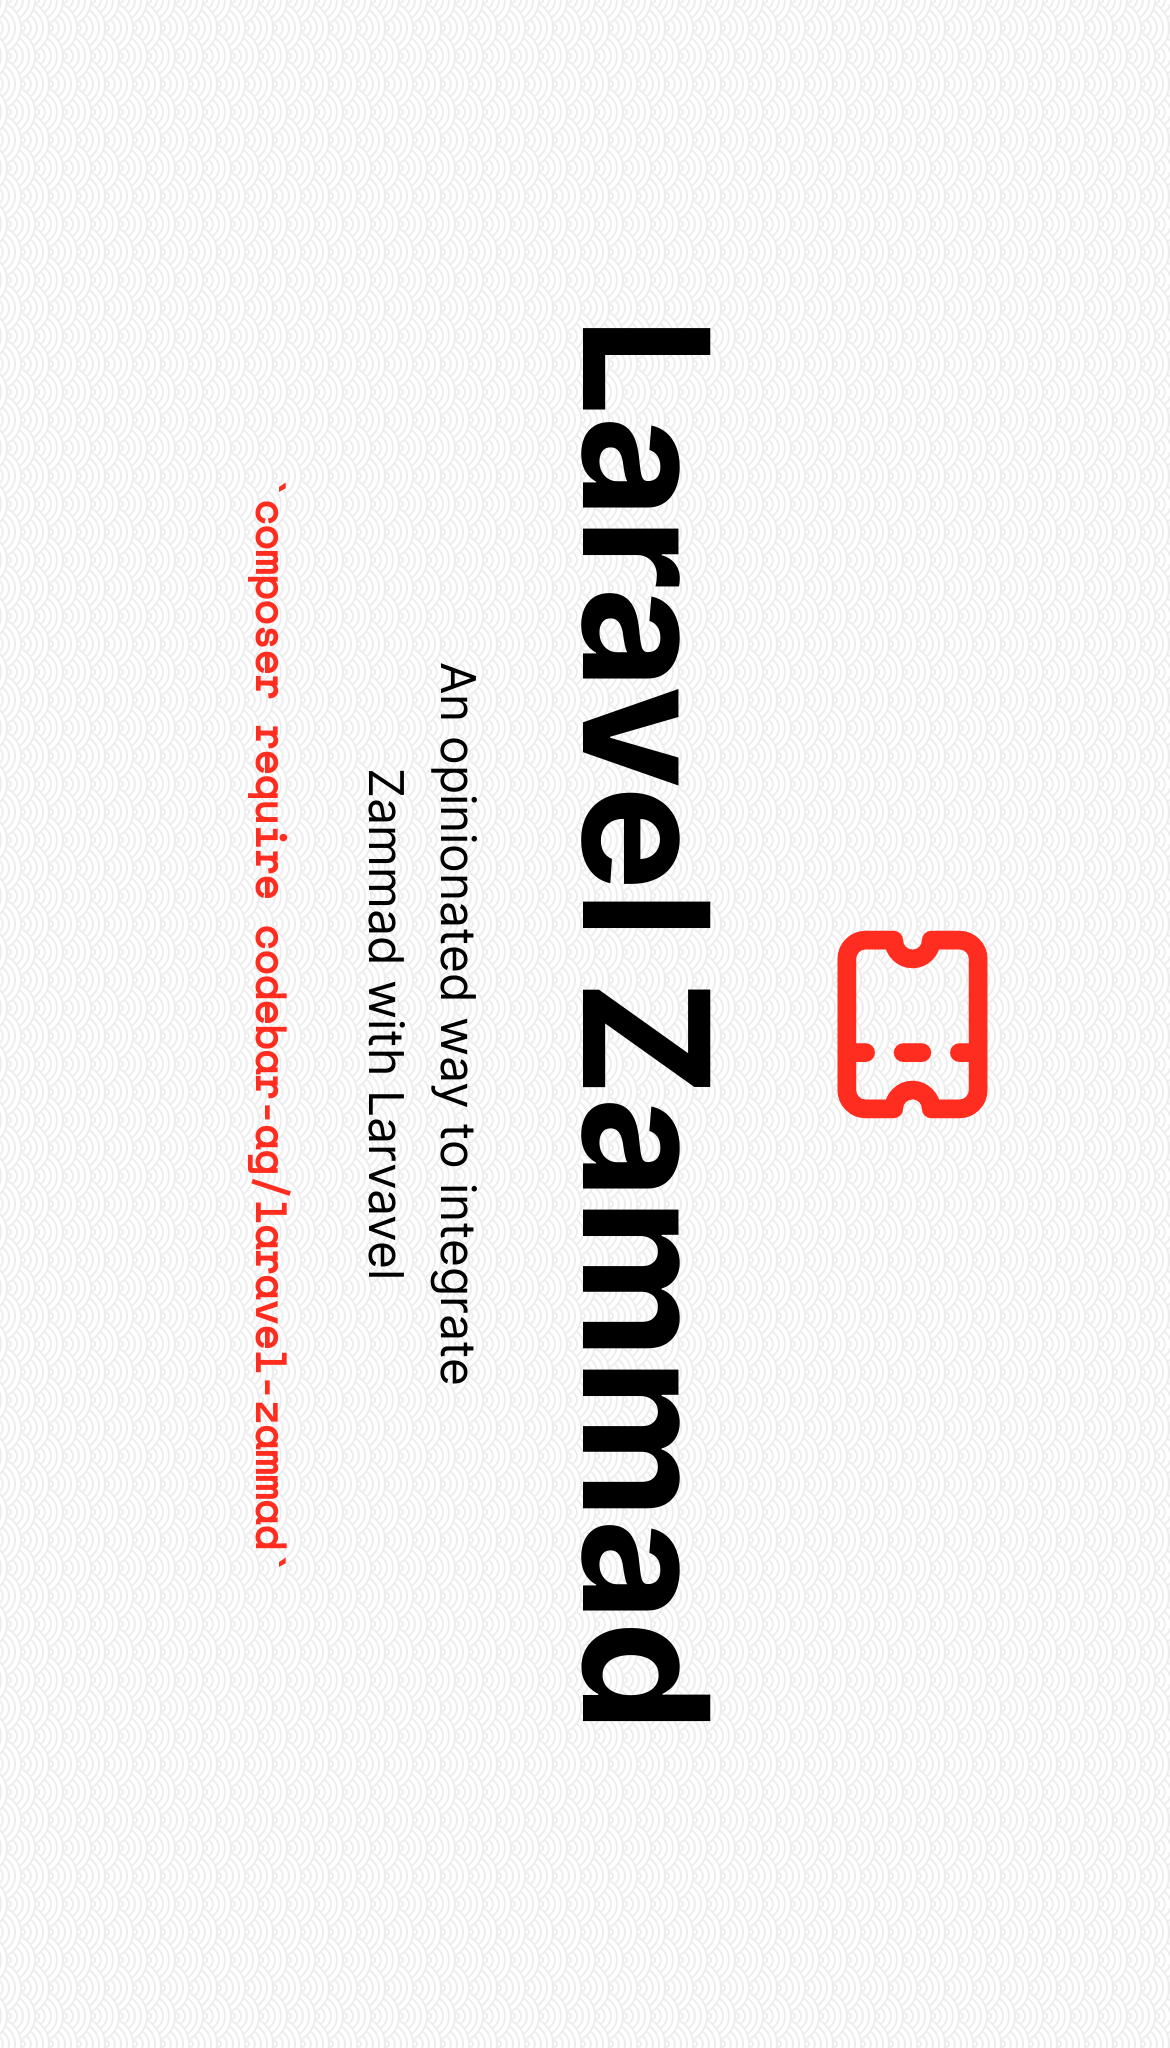 Laravel Zammad
An opinionated way to integrate
Zammad with Larvavel
`composer require codebar-ag/laravel-zammad`